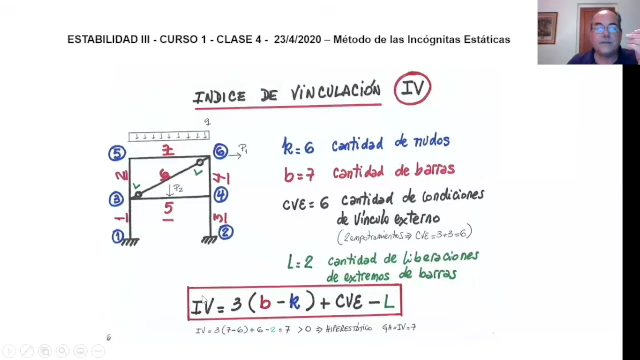 ESTABILIDAD III - CURSO 1 - CLASE 4 - 23/4/2020 – Método de las Incógnitas Estáticas
INDICE DE VINCULACIÓN IV
q
5 7 6 P1
2 6 4
3 P2 4
5
1 3
1 2
k=6 cantidad de nudos
b=7 cantidad de barras
CVE=6 cantidad de condiciones
de vínculo externo
(2 empotramientos ⇒ CVE=3+3=6)
L=2 cantidad de liberaciones
de extremos de barras
IV = 3 ( b - k ) + CVE - L
IV = 3(7-6)+6-2=7 >0 ⇒ HIPERESTÁTICO GH=IV=7